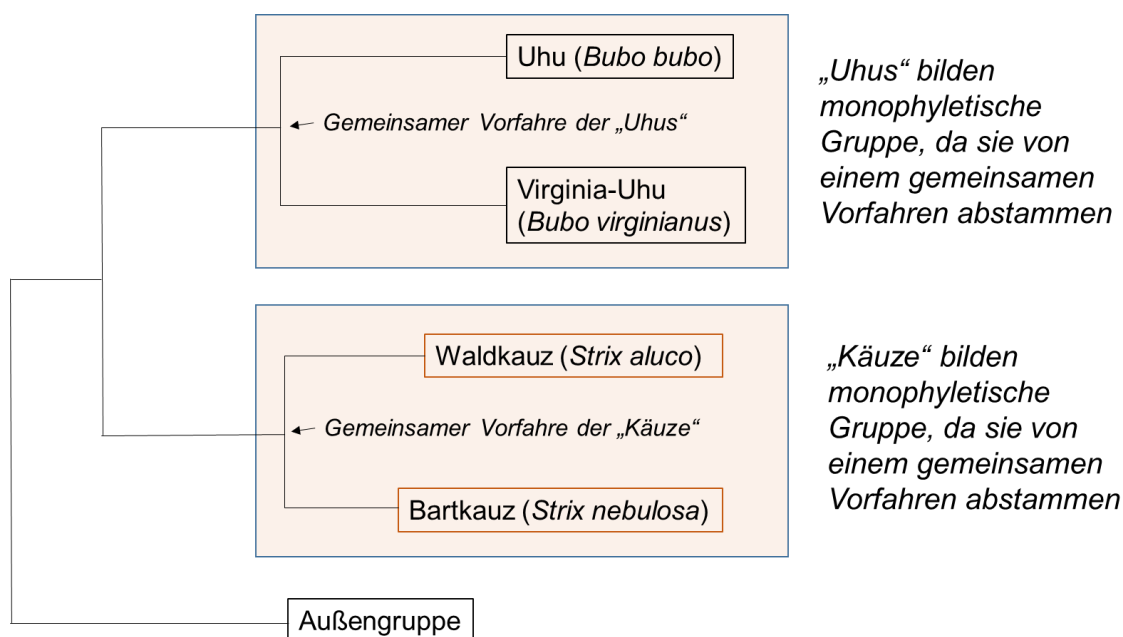 Uhu (Bubo bubo)
Gemeinsamer Vorfahre der „Uhus“
Virginia-Uhu
(Bubo virginianus)
„Uhus“ bilden
monophyletische
Gruppe, da sie von
einem gemeinsamen
Vorfahren abstammen
Waldkauz (Strix aluco)
Gemeinsamer Vorfahre der „Käuze“
Bartkauz (Strix nebulosa)
„Käuze“ bilden
monophyletische
Gruppe, da sie von
einem gemeinsamen
Vorfahren abstammen
Außengruppe